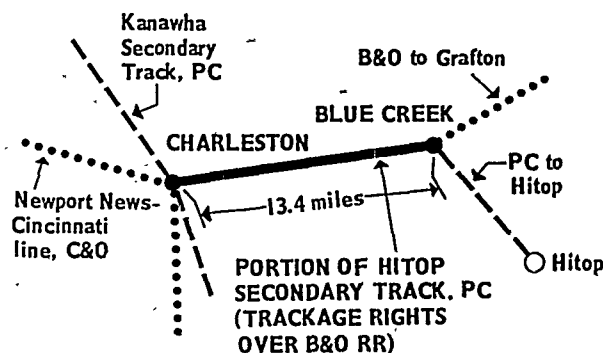 Kanawha
Secondary
Track, PC
B&O to Grafton
BLUE CREEK
CHARLESTON
PC to
Hitop
Newport News-
Cincinnati
line, C&O
13.4 miles
Hitop
PORTION OF HITOP
SECONDARY TRACK, PC
(TRACKAGE RIGHTS
OVER B&O RR)